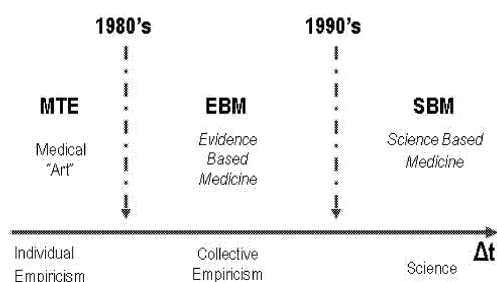 1980's
1990's
MTE
EBM
SBM
Medical
"Art"
Evidence
Based
Medicine
Science Based
Medicine
Δt
Individual
Empiricism
Collective
Empiricism
Science